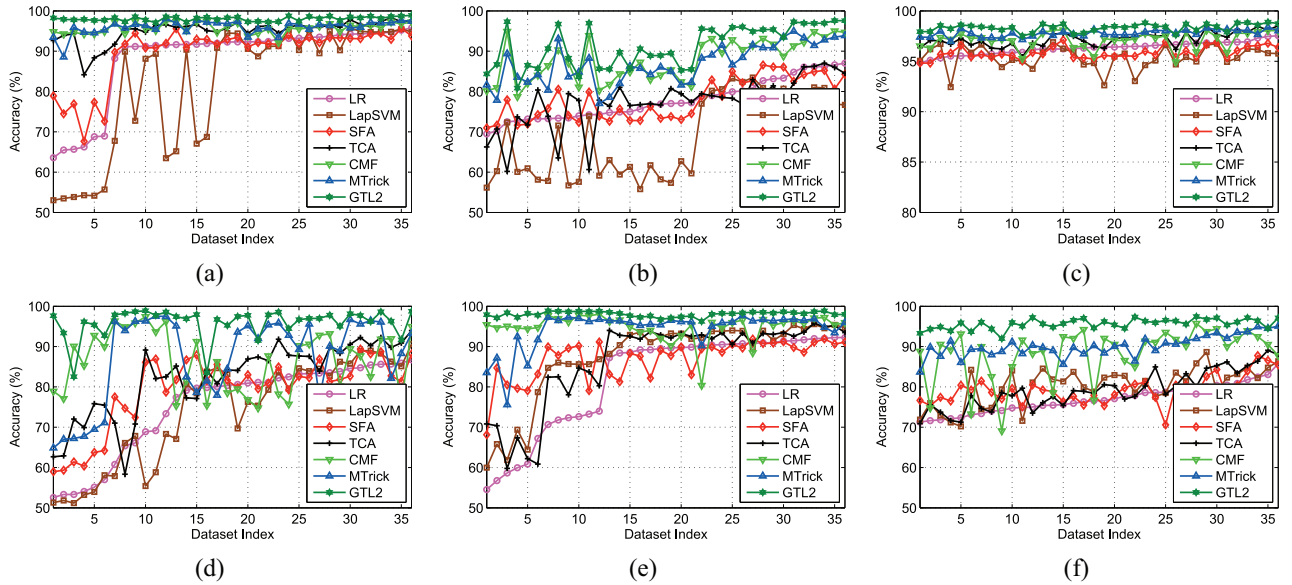 100
90
80
70
60
50
Accuracy (%)
5 10 15 20 25 30 35
Dataset Index
LR
LapSVM
SFA
TCA
CMF
MTrick
GTL2
(a)
100
90
80
70
60
50
Accuracy (%)
5 10 15 20 25 30 35
Dataset Index
LR
LapSVM
SFA
TCA
CMF
MTrick
GTL2
(b)
100
95
90
85
80
Accuracy (%)
5 10 15 20 25 30 35
Dataset Index
LR
LapSVM
SFA
TCA
CMF
MTrick
GTL2
(c)
100
90
80
70
60
50
Accuracy (%)
5 10 15 20 25 30 35
Dataset Index
LR
LapSVM
SFA
TCA
CMF
MTrick
GTL2
(d)
100
90
80
70
60
50
Accuracy (%)
5 10 15 20 25 30 35
Dataset Index
LR
LapSVM
SFA
TCA
CMF
MTrick
GTL2
(e)
100
90
80
70
60
50
Accuracy (%)
5 10 15 20 25 30 35
Dataset Index
LR
LapSVM
SFA
TCA
CMF
MTrick
GTL2
(f)